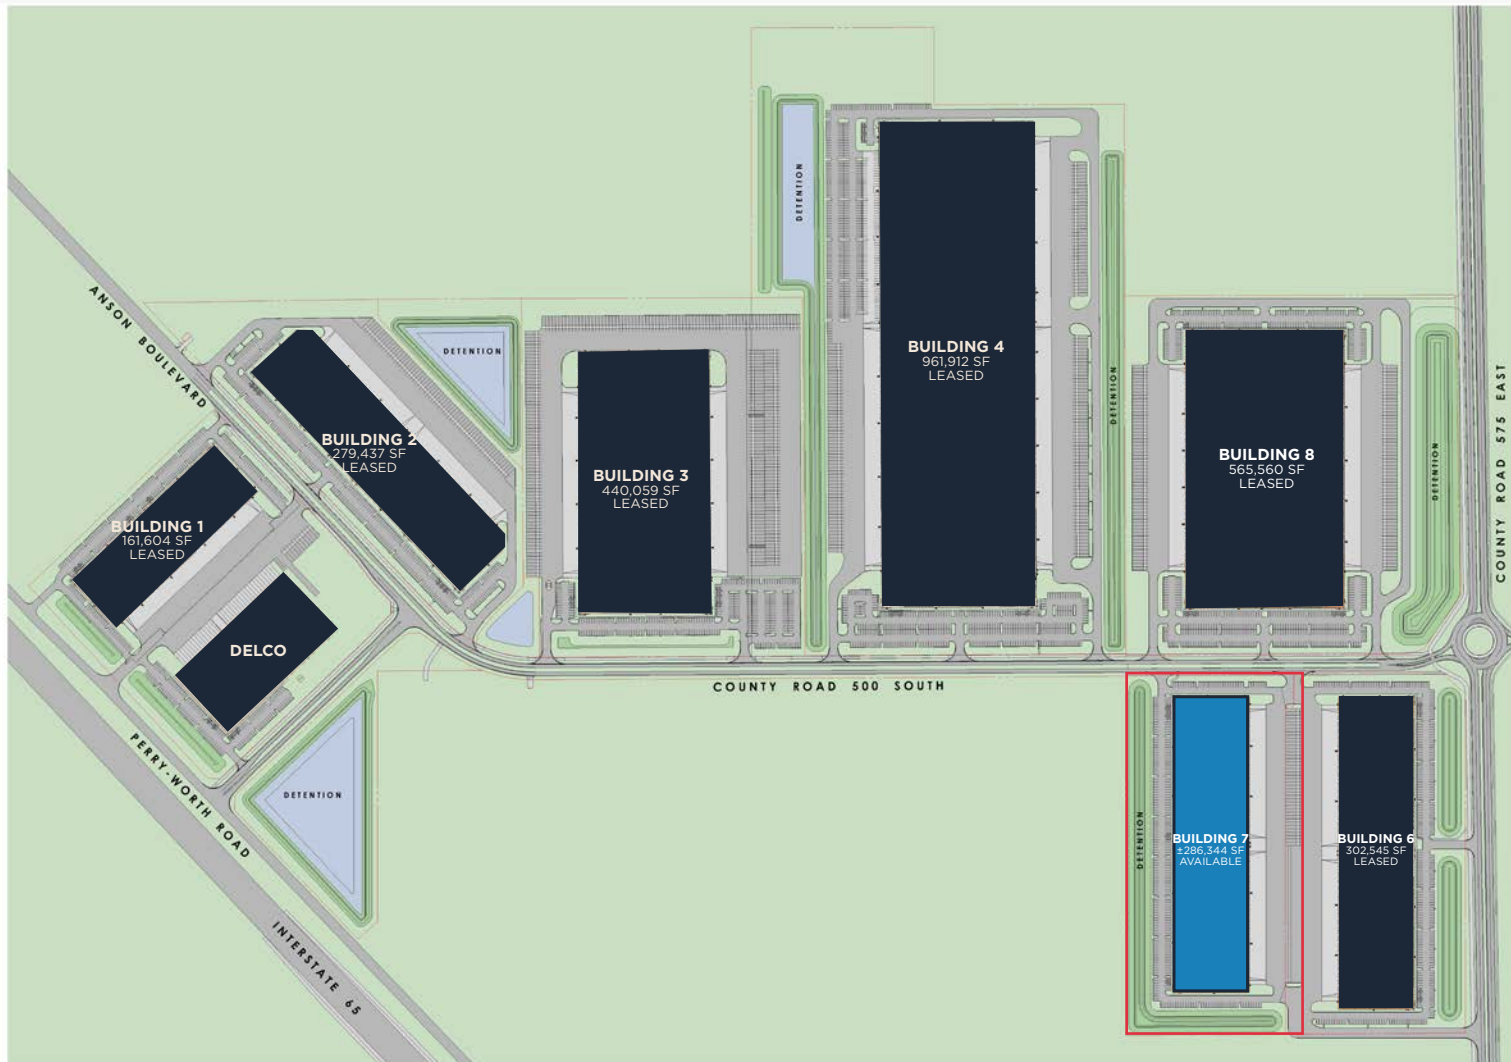 DETENTION
BUILDING 4
961,912 SF
LEASED
ANSON BOULEVARD
DETENTION
DETENTION
COUNTY ROAD 575 EAST
BUILDING 2
279,437 SF
LEASED
BUILDING 3
440,059 SF
LEASED
BUILDING 8
565,560 SF
LEASED
DETENTION
BUILDING 1
161,604 SF
LEASED
DELCO
COUNTY ROAD 500 SOUTH
PERRY-WORTH ROAD
DETENTION
DETENTION
BUILDING 7
±286,344 SF
AVAILABLE
BUILDING 6
302,545 SF
LEASED
INTERSTATE 65